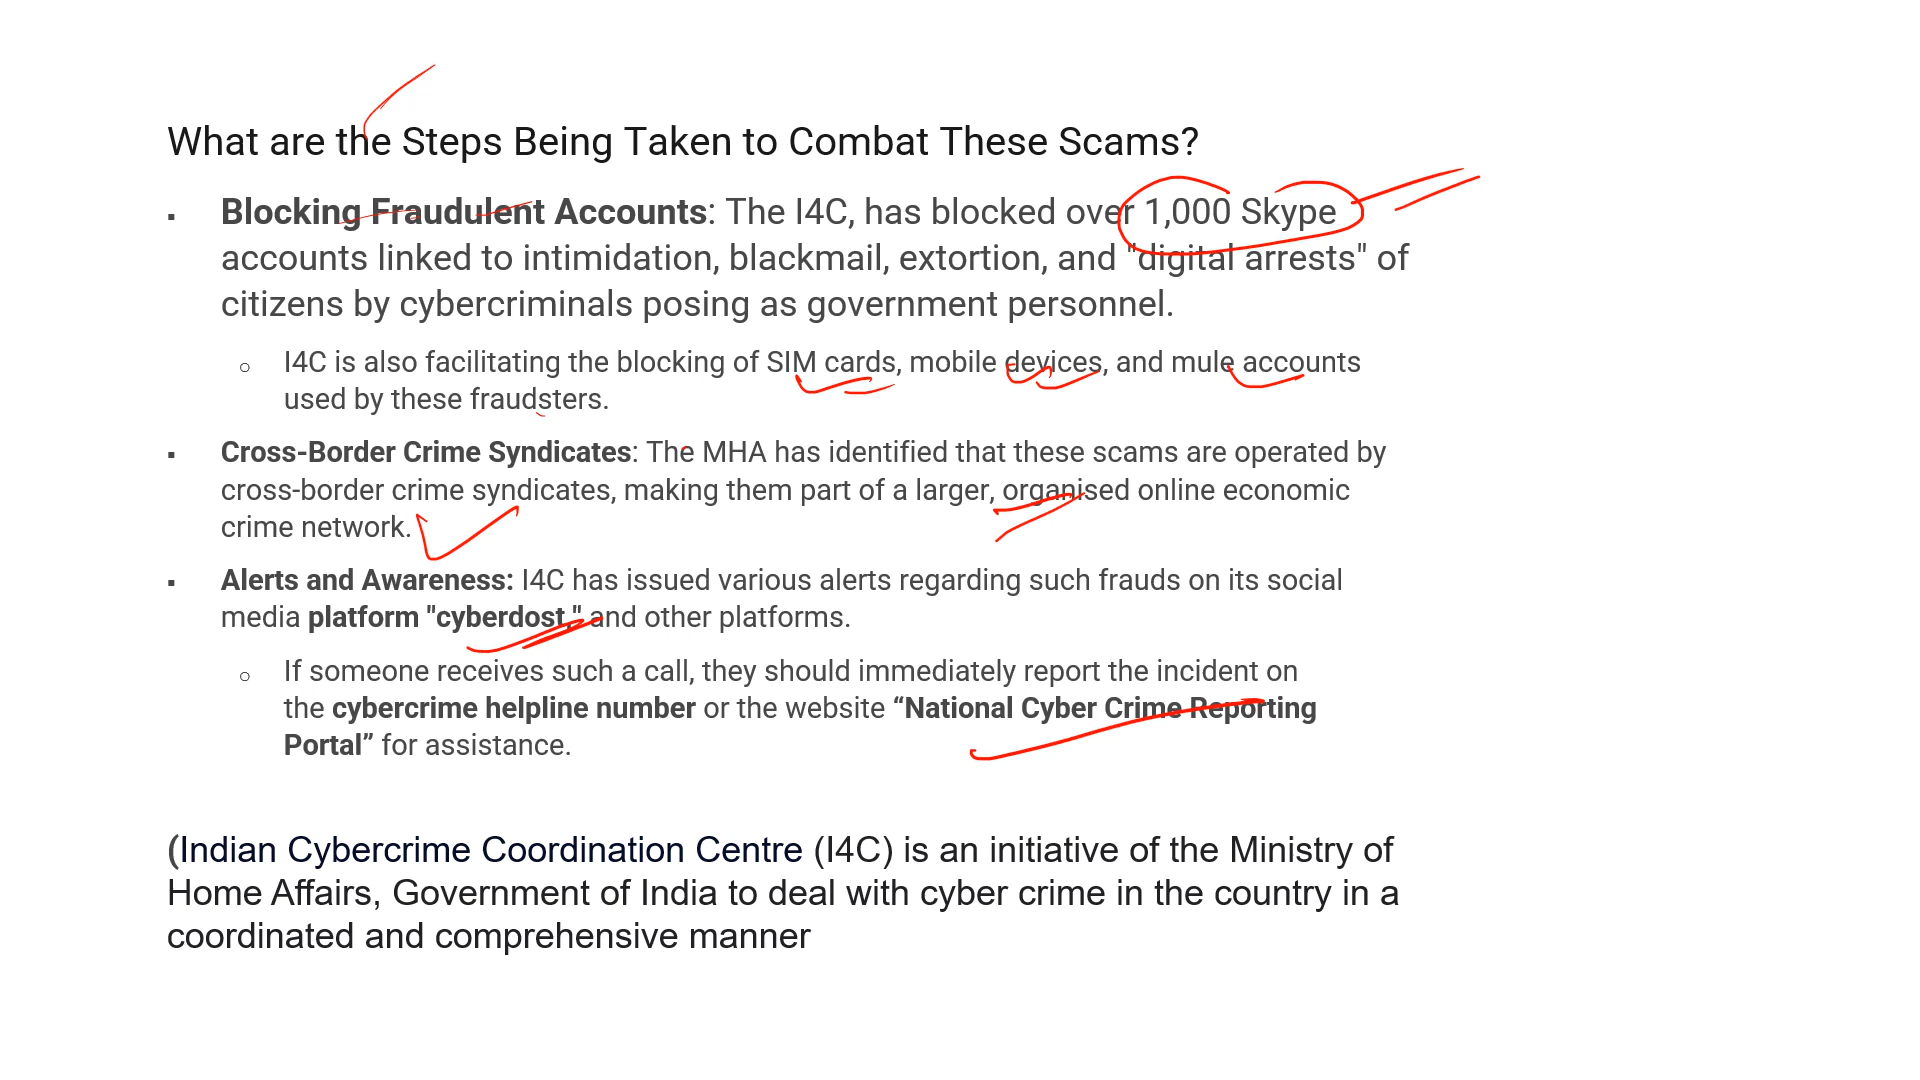 What are the Steps Being Taken to Combat These Scams?
▪ Blocking Fraudulent Accounts: The I4C, has blocked over 1,000 Skype
accounts linked to intimidation, blackmail, extortion, and "digital arrests" of
citizens by cybercriminals posing as government personnel.
○ I4C is also facilitating the blocking of SIM cards, mobile devices, and mule accounts
used by these fraudsters.
▪ Cross-Border Crime Syndicates: The MHA has identified that these scams are operated by
cross-border crime syndicates, making them part of a larger, organised online economic
crime network.
▪ Alerts and Awareness: I4C has issued various alerts regarding such frauds on its social
media platform "cyberdost," and other platforms.
○ If someone receives such a call, they should immediately report the incident on
the cybercrime helpline number or the website “National Cyber Crime Reporting
Portal” for assistance.
(Indian Cybercrime Coordination Centre (I4C) is an initiative of the Ministry of
Home Affairs, Government of India to deal with cyber crime in the country in a
coordinated and comprehensive manner